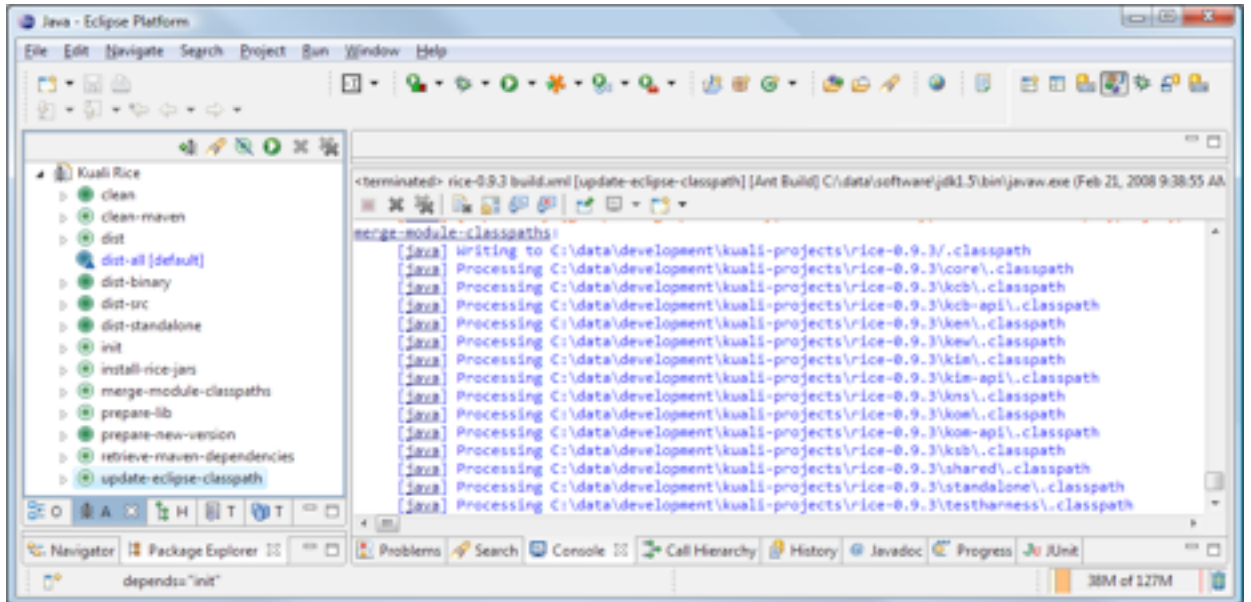 Java - Eclipse Platform
File Edit Navigate Search Project Run Window Help
Kuali Rice
clean
clean-maven
dist
dist-all [default]
dist-binary
dist-src
dist-standalone
init
install-rice-jars
merge-module-classpaths
prepare-lib
prepare-new-version
retrieve-maven-dependencies
update-eclipse-classpath
O A H T T
Navigator Package Explorer
<terminated> rice-0.9.3 build.xml [update-eclipse-classpath] [Ant Build] C:\data\software\jdk1.5\bin\javaw.exe (Feb 21, 2008 9:38:55 AM
merge-module-classpaths:
[java] Writing to C:\data\development\kuali-projects\rice-0.9.3/.classpath
[java] Processing C:\data\development\kuali-projects\rice-0.9.3\core\.classpath
[java] Processing C:\data\development\kuali-projects\rice-0.9.3\kcb\.classpath
[java] Processing C:\data\development\kuali-projects\rice-0.9.3\kcb-api\.classpath
[java] Processing C:\data\development\kuali-projects\rice-0.9.3\ken\.classpath
[java] Processing C:\data\development\kuali-projects\rice-0.9.3\kew\.classpath
[java] Processing C:\data\development\kuali-projects\rice-0.9.3\kim\.classpath
[java] Processing C:\data\development\kuali-projects\rice-0.9.3\kim-api\.classpath
[java] Processing C:\data\development\kuali-projects\rice-0.9.3\kns\.classpath
[java] Processing C:\data\development\kuali-projects\rice-0.9.3\kom\.classpath
[java] Processing C:\data\development\kuali-projects\rice-0.9.3\kom-api\.classpath
[java] Processing C:\data\development\kuali-projects\rice-0.9.3\ksb\.classpath
[java] Processing C:\data\development\kuali-projects\rice-0.9.3\shared\.classpath
[java] Processing C:\data\development\kuali-projects\rice-0.9.3\standalone\.classpath
[java] Processing C:\data\development\kuali-projects\rice-0.9.3\testharness\.classpath
Problems Search Console Call Hierarchy History Javadoc Progress JUnit
depends="init"
38M of 127M